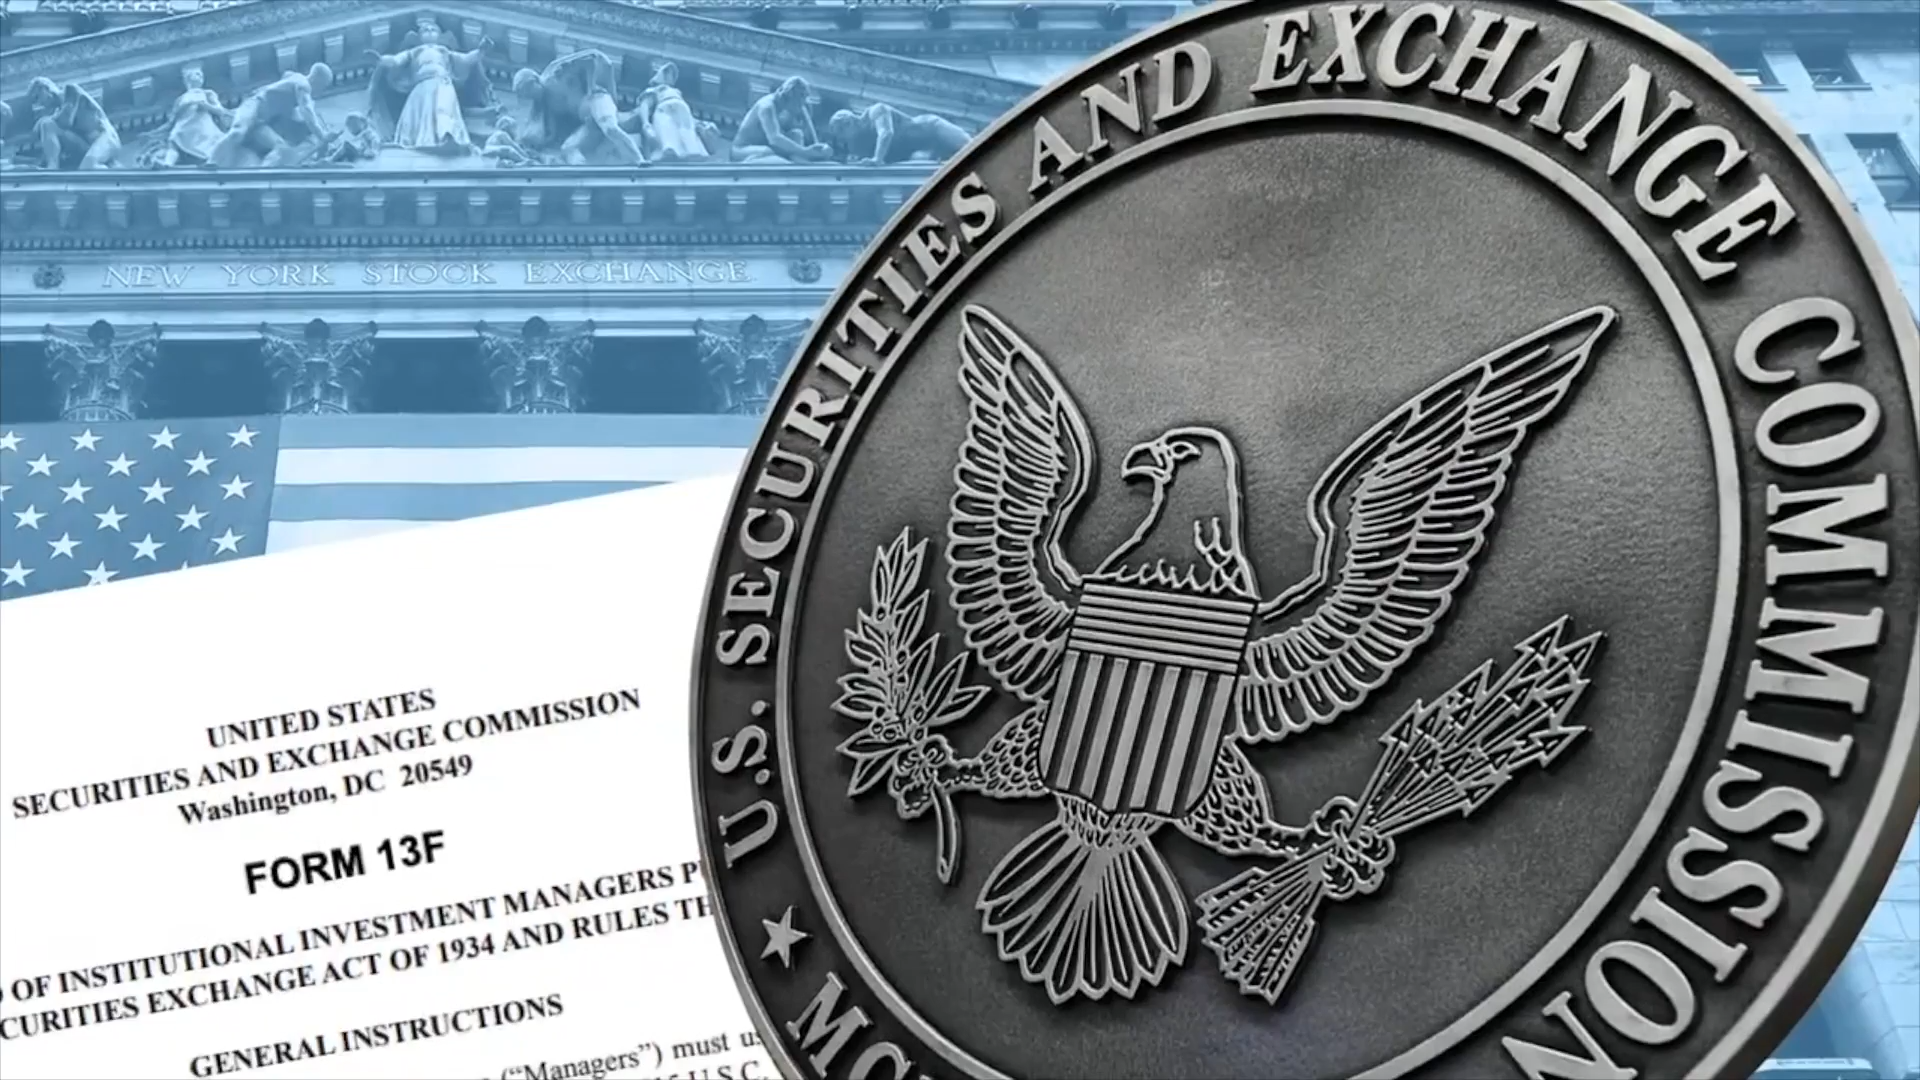 NEW YORK STOCK EXCHANGE
U.S. SECURITIES AND EXCHANGE COMMISSION
UNITED STATES
SECURITIES AND EXCHANGE COMMISSION
Washington, DC 20549
FORM 13F
OF INSTITUTIONAL INVESTMENT MANAGERS
EXCHANGE ACT OF 1934 AND RULES
GENERAL INSTRUCTIONS
(“Managers”) must
U.S.C.